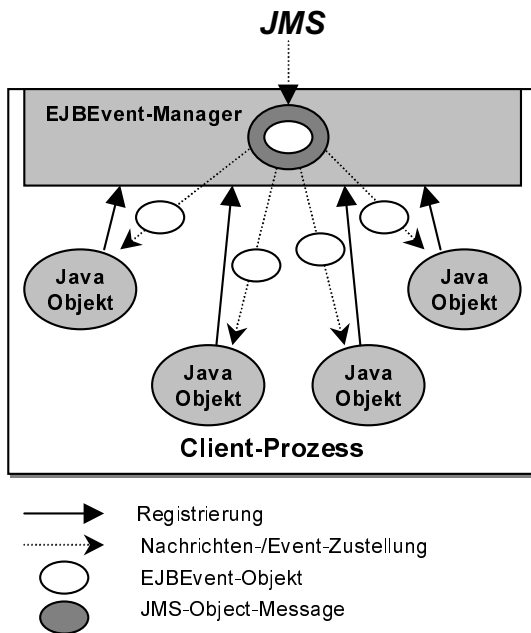 JMS
EJBEvent-Manager
Java
Objekt
Java
Objekt
Java
Objekt
Java
Objekt
Client-Prozess
Registrierung
Nachrichten-/Event-Zustellung
EJBEvent-Objekt
JMS-Object-Message